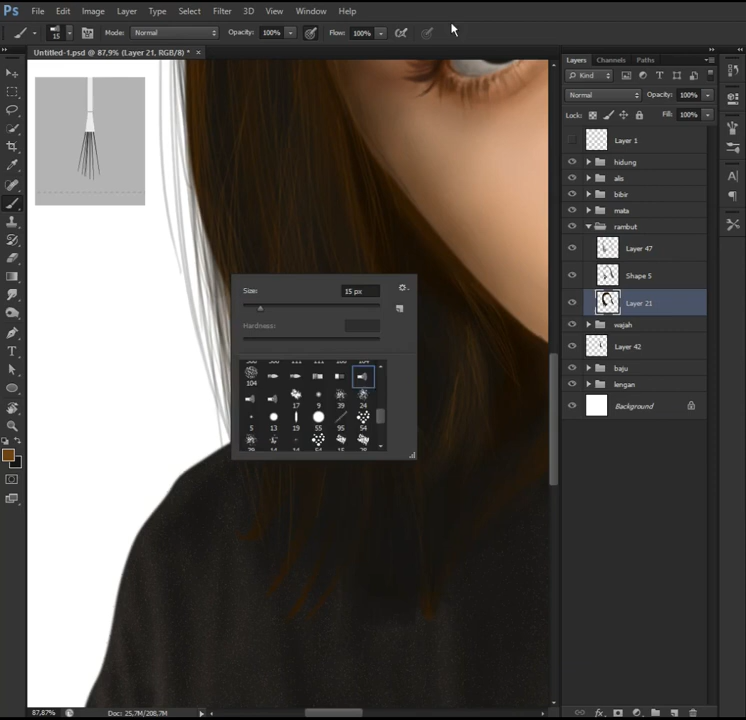 Ps File Edit Image Layer Type Select Filter 3D View Window Help
15 Mode: Normal Opacity: 100% Flow: 100%
Untitled-1.psd @ 87,9% (Layer 21, RGB/8) * ×
Layers Channels Paths
Kind
Normal Opacity: 100%
Lock: Fill: 100%
Layer 1
hidung
alis
bibir
mata
rambut
Layer 47
Shape 5
Layer 21
wajah
Layer 42
baju
lengan
Background
Size: 15 px
Hardness:
104
17 9 39 24
5 13 19 55 95 54
87,87% Doc: 25,7M/208,7M